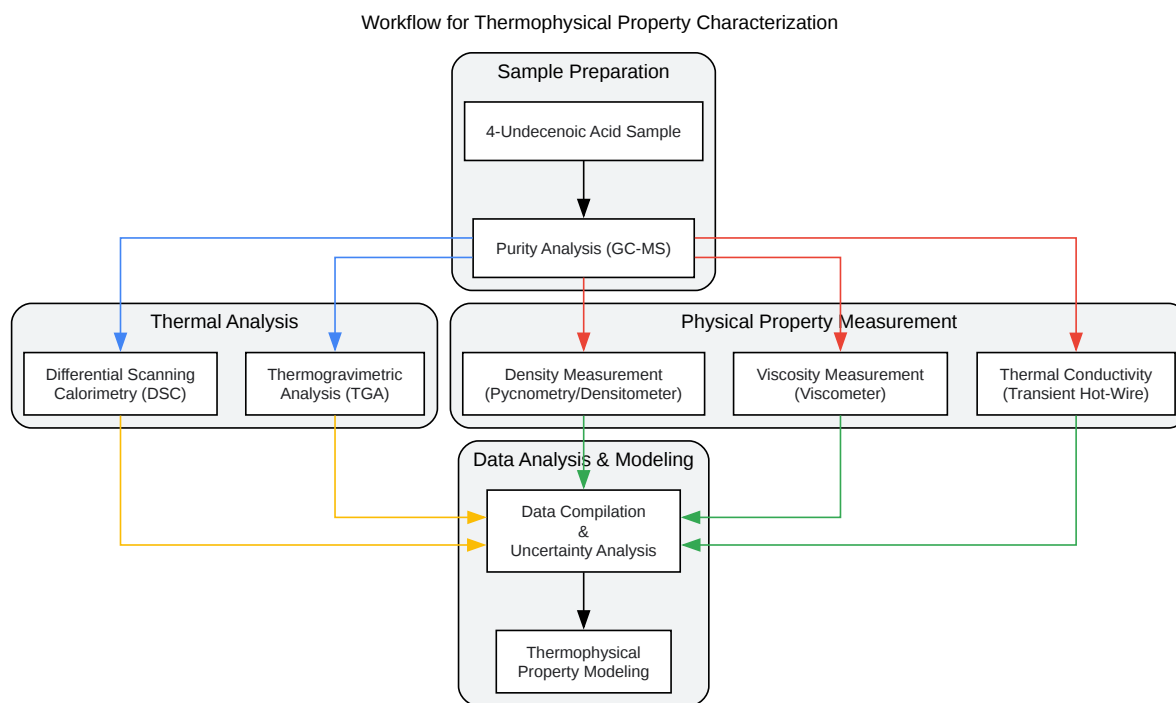 Workflow for Thermophysical Property Characterization
Sample Preparation
4-Undecenoic Acid Sample
Purity Analysis (GC-MS)
Thermal Analysis
Differential Scanning
Calorimetry (DSC)
Thermogravimetric
Analysis (TGA)
Physical Property Measurement
Density Measurement
(Pycnometry/Densitometer)
Viscosity Measurement
(Viscometer)
Thermal Conductivity
(Transient Hot-Wire)
Data Analysis & Modeling
Data Compilation
&
Uncertainty Analysis
Thermophysical
Property Modeling